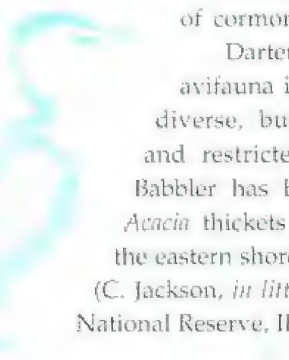 of cormor
Darter
avifauna i
diverse, bu
and restricte
Babbler has b
Acacia thickets
the eastern shor
(C. Jackson, in litt
National Reserve, II